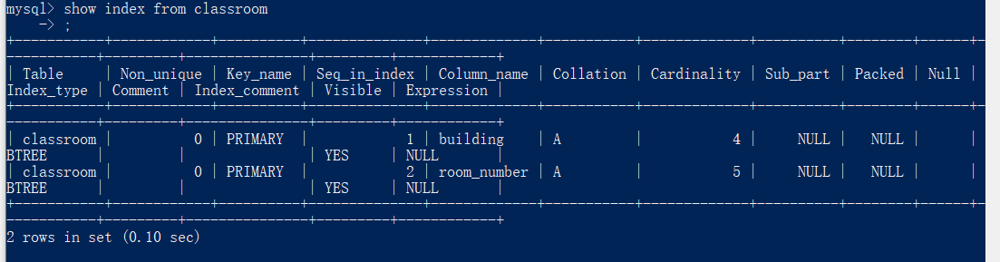 mysql> show index from classroom
    -> ;
+-----------+------------+----------+--------------+-------------+-----------+-------------+----------+--------+------+-
-----------+---------+---------------+---------+------------+
| Table     | Non_unique | Key_name | Seq_in_index | Column_name | Collation | Cardinality | Sub_part | Packed | Null |
Index_type | Comment | Index_comment | Visible | Expression |
+-----------+------------+----------+--------------+-------------+-----------+-------------+----------+--------+------+-
-----------+---------+---------------+---------+------------+
| classroom |          0 | PRIMARY  |            1 | building    | A         |           4 |     NULL |   NULL |      |
BTREE      |         |               | YES     | NULL       |
| classroom |          0 | PRIMARY  |            2 | room_number | A         |           5 |     NULL |   NULL |      |
BTREE      |         |               | YES     | NULL       |
+-----------+------------+----------+--------------+-------------+-----------+-------------+----------+--------+------+-
-----------+---------+---------------+---------+------------+
2 rows in set (0.10 sec)